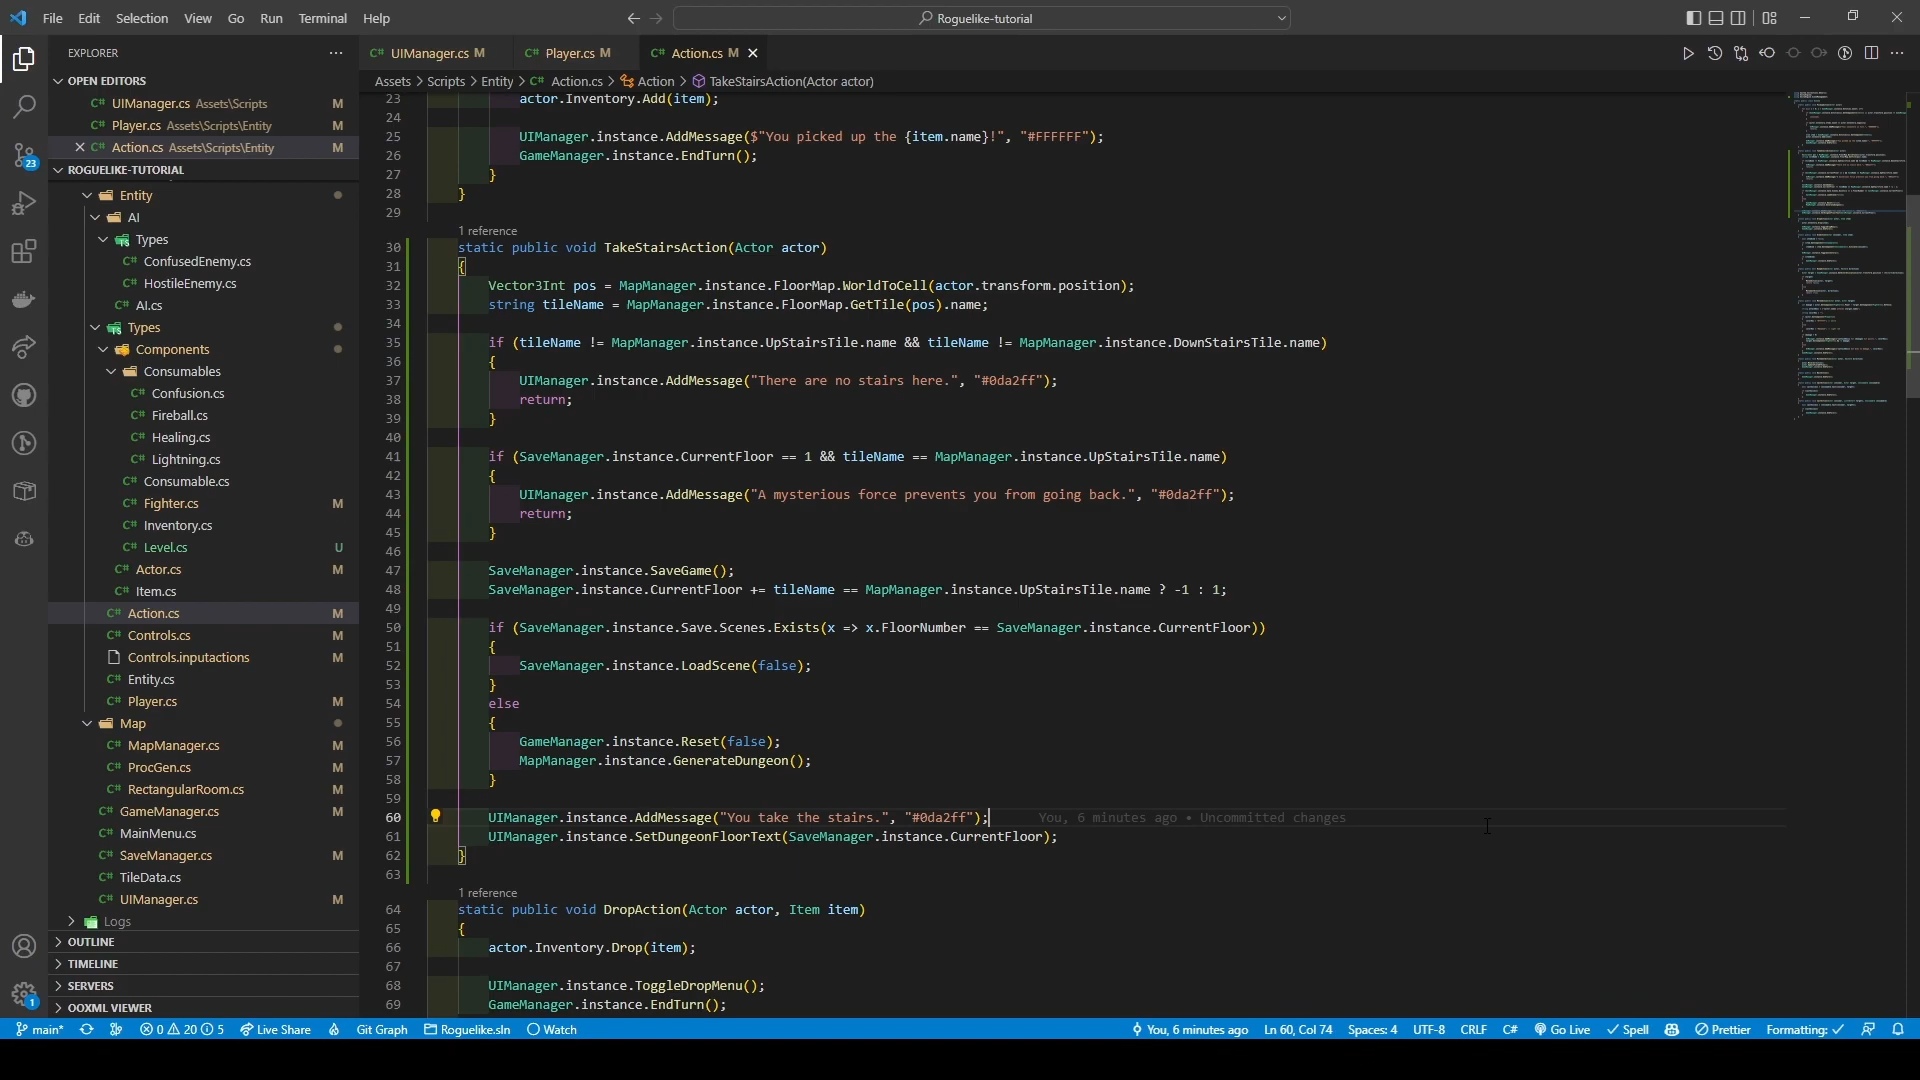 File Edit Selection View Go Run Terminal Help
Roguelike-tutorial
EXPLORER
OPEN EDITORS
UIManager.cs Assets\Scripts M
Player.cs Assets\Scripts\Entity M
Action.cs Assets\Scripts\Entity M
ROGUELIKE-TUTORIAL
Entity
AI
Types
ConfusedEnemy.cs
HostileEnemy.cs
AI.cs
Types
Components
Consumables
Confusion.cs
Fireball.cs
Healing.cs
Lightning.cs
Consumable.cs
Fighter.cs M
Inventory.cs
Level.cs U
Actor.cs M
Item.cs
Action.cs M
Controls.cs M
Controls.inputactions M
Entity.cs
Player.cs M
Map
MapManager.cs M
ProcGen.cs M
RectangularRoom.cs M
GameManager.cs M
MainMenu.cs
SaveManager.cs M
TileData.cs
UIManager.cs M
Logs
OUTLINE
TIMELINE
SERVERS
OOXML VIEWER
23
1
UIManager.cs M Player.cs M Action.cs M
Assets > Scripts > Entity > Action.cs > Action > TakeStairsAction(Actor actor)
23 actor.Inventory.Add(item);
24
25 UIManager.instance.AddMessage($"You picked up the {item.name}!", "#FFFFFF");
26 GameManager.instance.EndTurn();
27 }
28 }
29
1 reference
30 static public void TakeStairsAction(Actor actor)
31 {
32 Vector3Int pos = MapManager.instance.FloorMap.WorldToCell(actor.transform.position);
33 string tileName = MapManager.instance.FloorMap.GetTile(pos).name;
34
35 if (tileName != MapManager.instance.UpStairsTile.name && tileName != MapManager.instance.DownStairsTile.name)
36 {
37 UIManager.instance.AddMessage("There are no stairs here.", "#0da2ff");
38 return;
39 }
40
41 if (SaveManager.instance.CurrentFloor == 1 && tileName == MapManager.instance.UpStairsTile.name)
42 {
43 UIManager.instance.AddMessage("A mysterious force prevents you from going back.", "#0da2ff");
44 return;
45 }
46
47 SaveManager.instance.SaveGame();
48 SaveManager.instance.CurrentFloor += tileName == MapManager.instance.UpStairsTile.name ? -1 : 1;
49
50 if (SaveManager.instance.Save.Scenes.Exists(x => x.FloorNumber == SaveManager.instance.CurrentFloor))
51 {
52 SaveManager.instance.LoadScene(false);
53 }
54 else
55 {
56 GameManager.instance.Reset(false);
57 MapManager.instance.GenerateDungeon();
58 }
59
60 UIManager.instance.AddMessage("You take the stairs.", "#0da2ff"); You, 6 minutes ago • Uncommitted changes
61 UIManager.instance.SetDungeonFloorText(SaveManager.instance.CurrentFloor);
62 }
63
1 reference
64 static public void DropAction(Actor actor, Item item)
65 {
66 actor.Inventory.Drop(item);
67
68 UIManager.instance.ToggleDropMenu();
69 GameManager.instance.EndTurn();
main* 0 20 5 Live Share Git Graph Roguelike.sln Watch You, 6 minutes ago Ln 60, Col 74 Spaces: 4 UTF-8 CRLF C# Go Live Spell Prettier Formatting: ✓